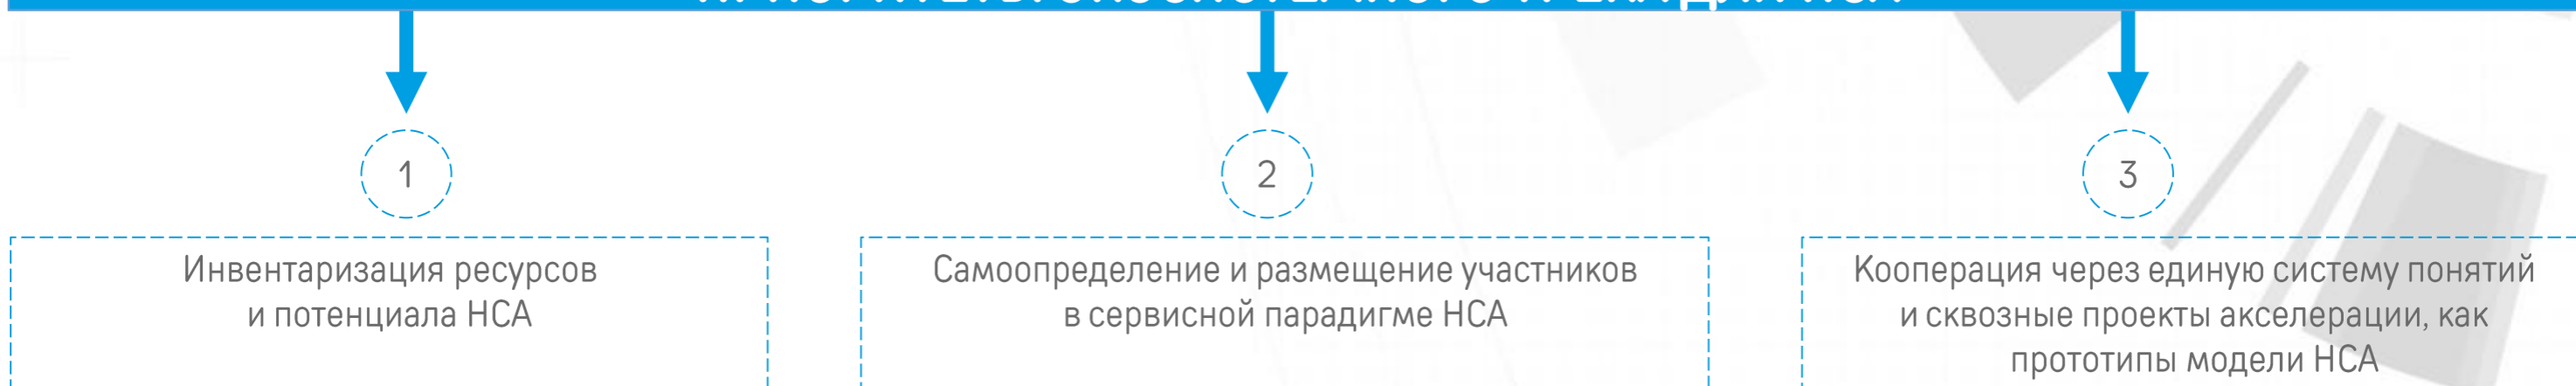 1
2
3
Инвентаризация ресурсов
и потенциала НСА
Самоопределение и размещение участников
в сервисной парадигме НСА
Кооперация через единую систему понятий
и сквозные проекты акселерации, как
прототипы модели НСА